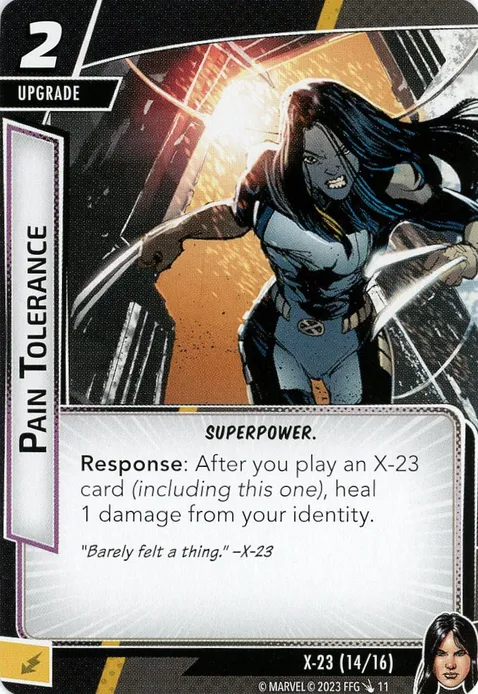 2
UPGRADE
PAIN TOLERANCE
SUPERPOWER.
Response: After you play an X-23
card (including this one), heal
1 damage from your identity.
"Barely felt a thing." –X-23
X-23 (14/16)
© MARVEL © 2023 FFG 11